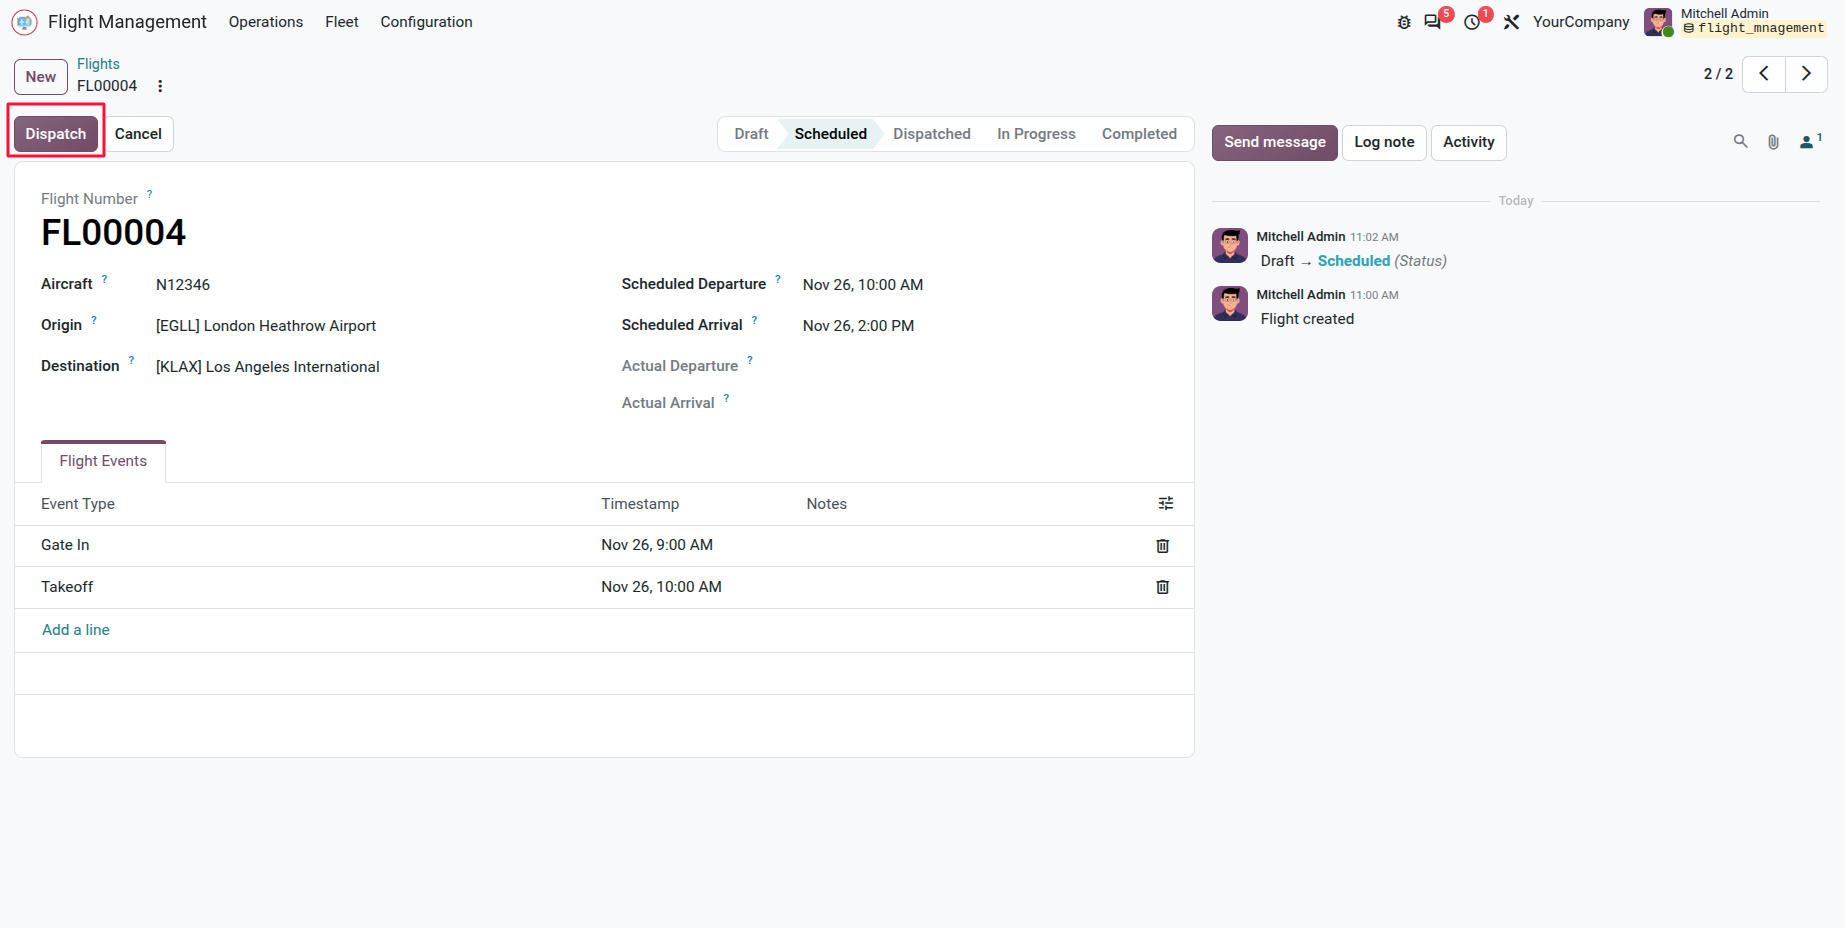 Flight Management Operations Fleet Configuration 5 1 YourCompany Mitchell Admin
flight_mnagement
New Flights
FL00004
2 / 2
Dispatch Cancel Draft Scheduled Dispatched In Progress Completed
Send message Log note Activity 1
Flight Number ?
FL00004
Aircraft ? N12346
Origin ? [EGLL] London Heathrow Airport
Destination ? [KLAX] Los Angeles International
Scheduled Departure ? Nov 26, 10:00 AM
Scheduled Arrival ? Nov 26, 2:00 PM
Actual Departure ?
Actual Arrival ?
Flight Events
Event Type Timestamp Notes
Gate In Nov 26, 9:00 AM
Takeoff Nov 26, 10:00 AM
Add a line
Today
Mitchell Admin 11:02 AM
Draft → Scheduled (Status)
Mitchell Admin 11:00 AM
Flight created